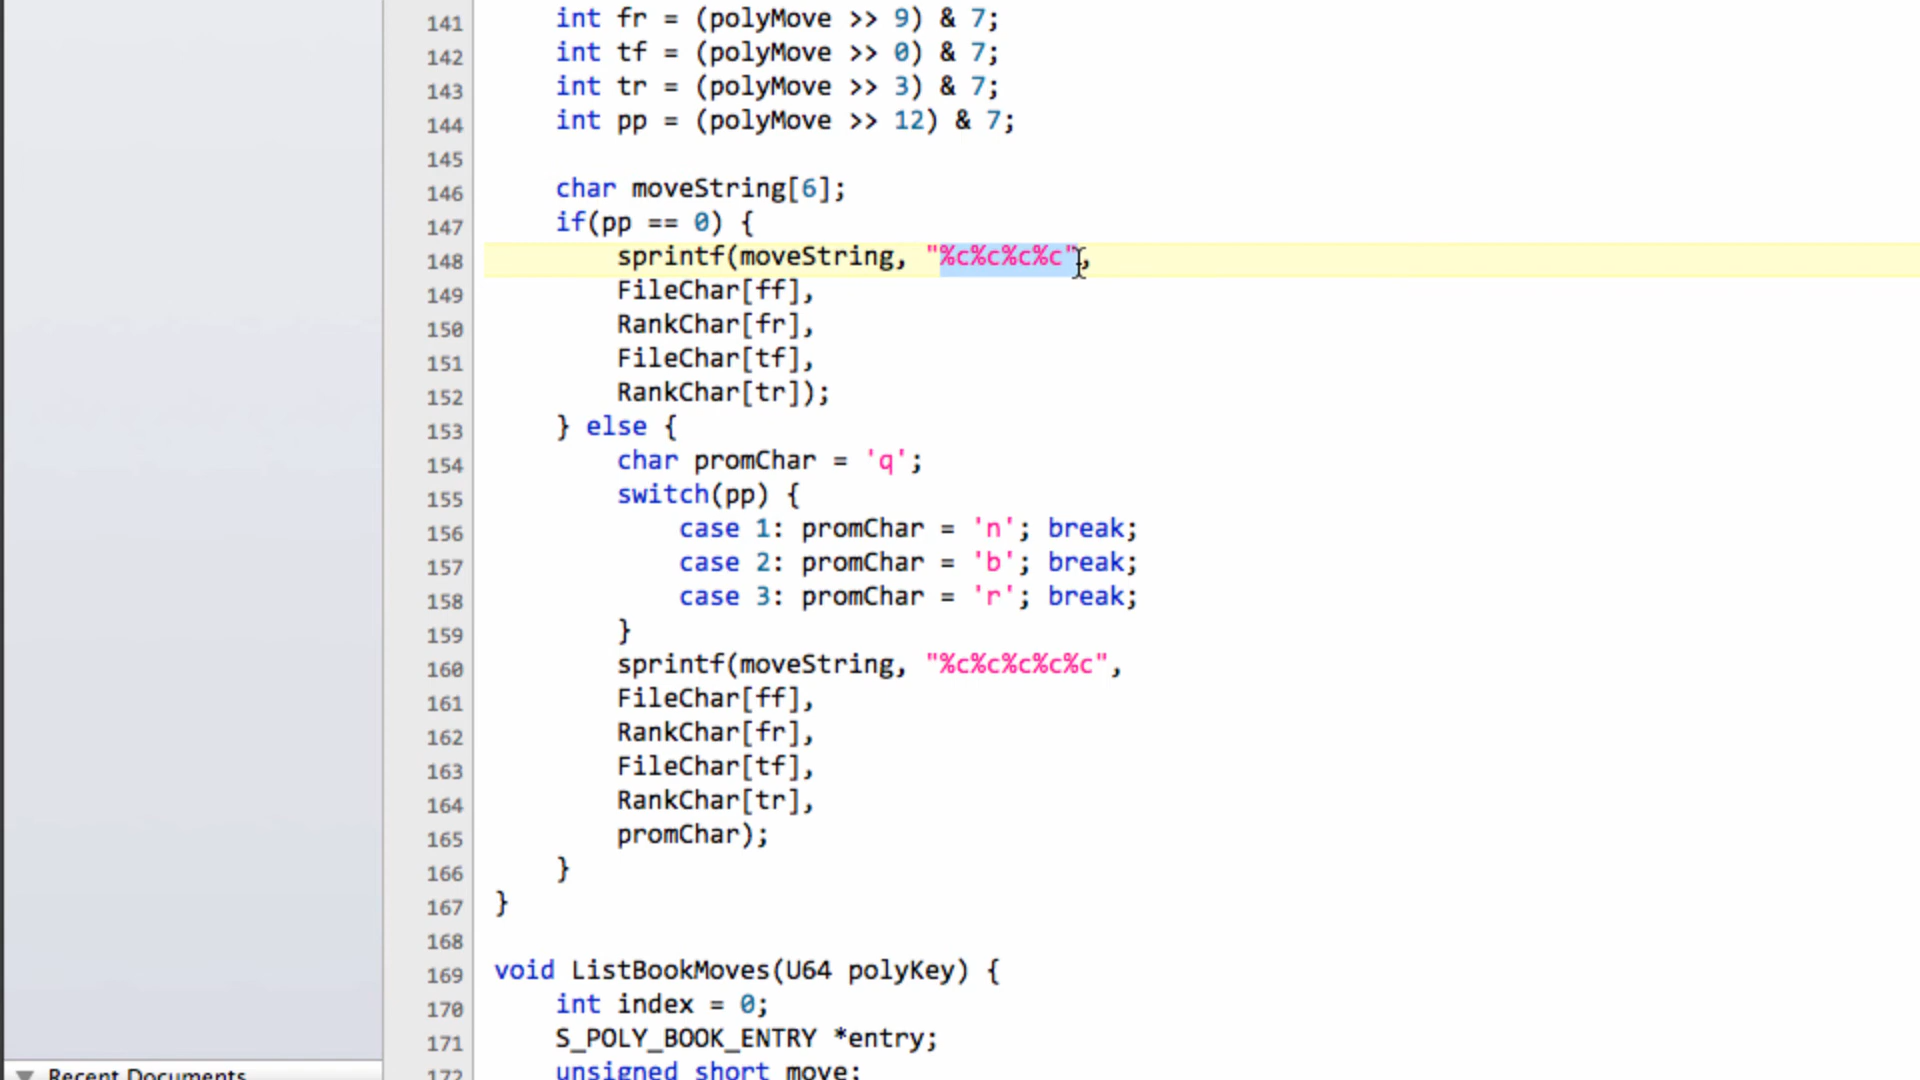 141 int fr = (polyMove >> 9) & 7;
142 int tf = (polyMove >> 0) & 7;
143 int tr = (polyMove >> 3) & 7;
144 int pp = (polyMove >> 12) & 7;
145
146 char moveString[6];
147 if(pp == 0) {
148 sprintf(moveString, "%c%c%c%c",
149 FileChar[ff],
150 RankChar[fr],
151 FileChar[tf],
152 RankChar[tr]);
153 } else {
154 char promChar = 'q';
155 switch(pp) {
156 case 1: promChar = 'n'; break;
157 case 2: promChar = 'b'; break;
158 case 3: promChar = 'r'; break;
159 }
160 sprintf(moveString, "%c%c%c%c%c",
161 FileChar[ff],
162 RankChar[fr],
163 FileChar[tf],
164 RankChar[tr],
165 promChar);
166 }
167 }
168
169 void ListBookMoves(U64 polyKey) {
170 int index = 0;
171 S_POLY_BOOK_ENTRY *entry;
172 unsigned short move;
Recent Documents